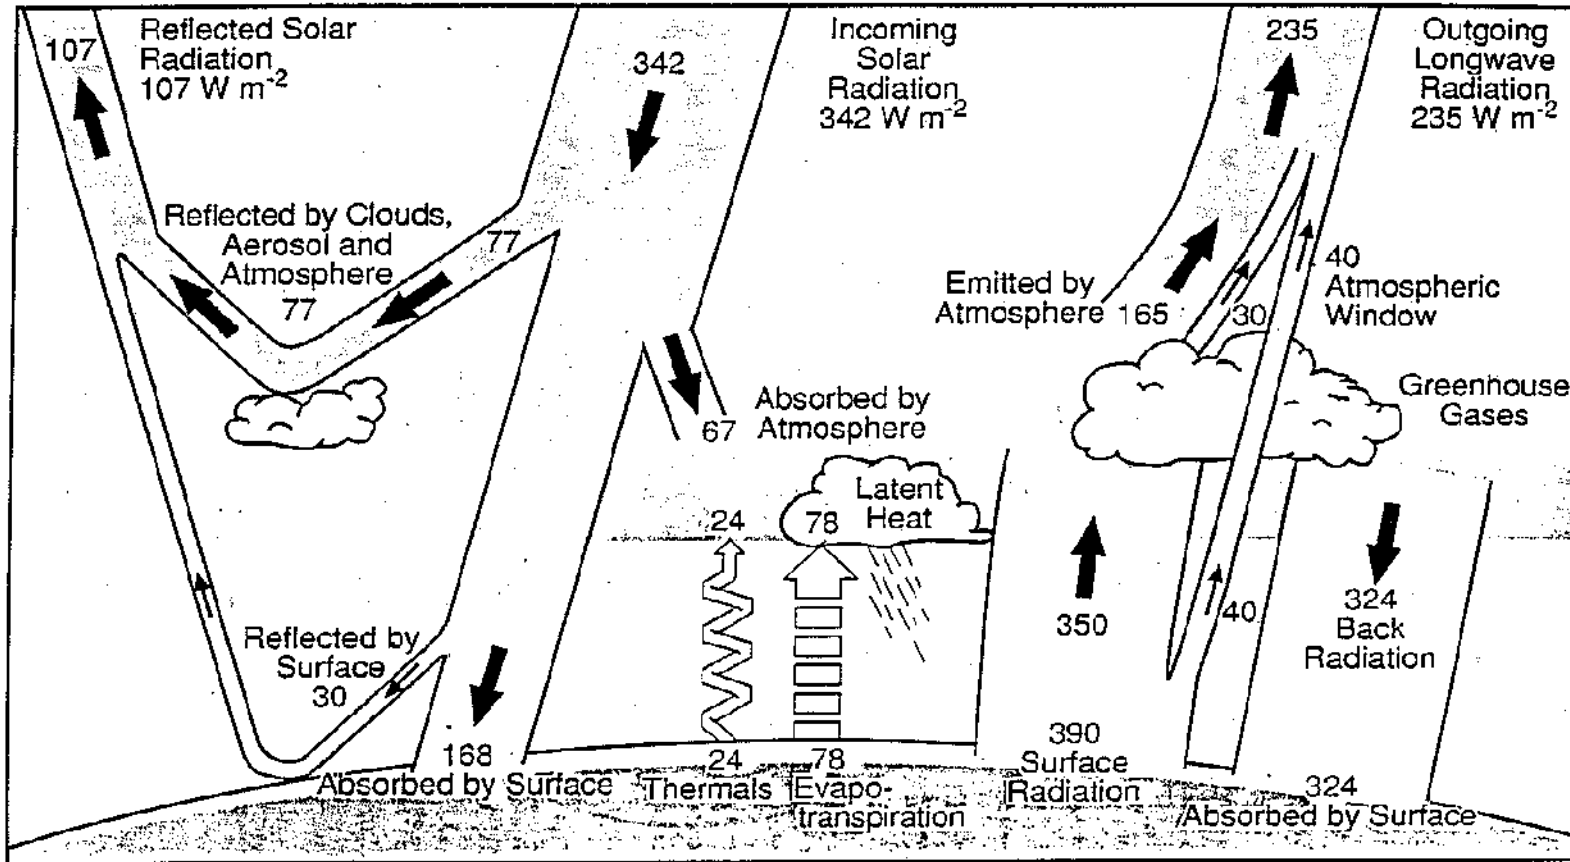 107
Reflected Solar
Radiation
107 W m-2
342
Incoming
Solar
Radiation
342 W m-2
235
Outgoing
Longwave
Radiation
235 W m-2
Reflected by Clouds,
Aerosol and
Atmosphere
77
77
Emitted by
Atmosphere
165
30
40
Atmospheric
Window
Greenhouse
Gases
67
Absorbed by
Atmosphere
24
78
Latent
Heat
350
40
324
Back
Radiation
Reflected by
Surface
30
168
Absorbed by Surface
24
Thermals
78
Evapo-
transpiration
390
Surface
Radiation
324
Absorbed by Surface